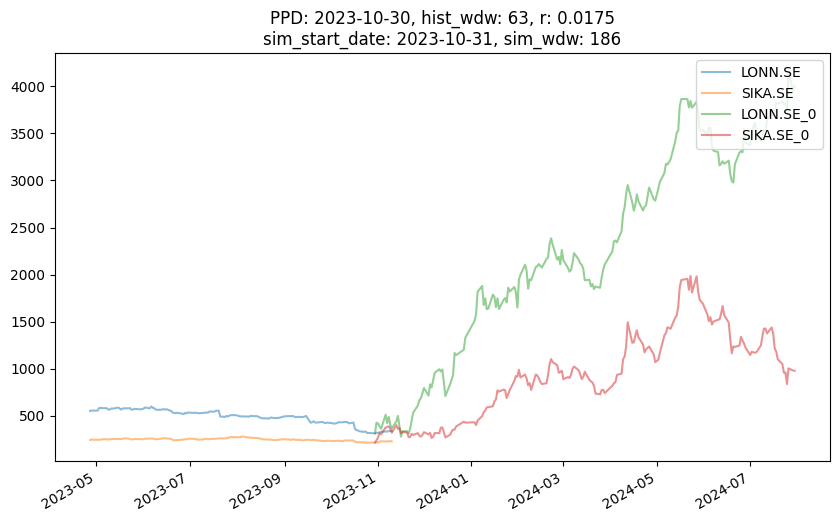 PPD: 2023-10-30, hist_wdw: 63, r: 0.0175
sim_start_date: 2023-10-31, sim_wdw: 186
LONN.SE
SIKA.SE
LONN.SE_0
SIKA.SE_0
4000
3500
3000
2500
2000
1500
1000
500
2023-05
2023-07
2023-09
2023-11
2024-01
2024-03
2024-05
2024-07